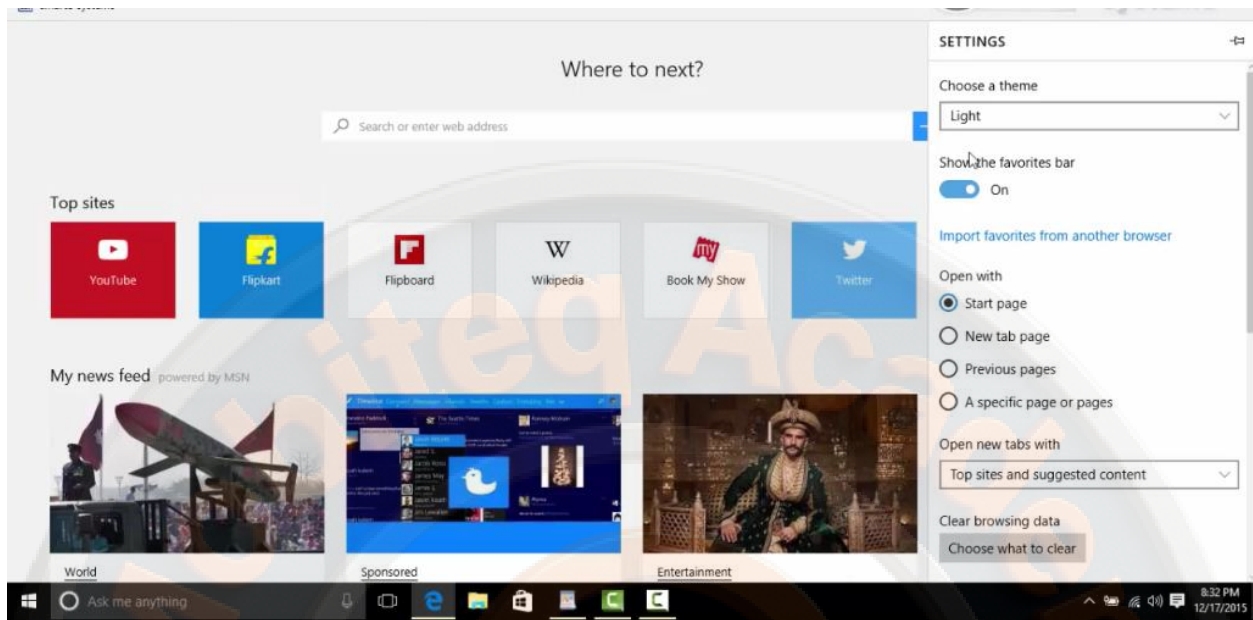 SETTINGS
Where to next?
Choose a theme
Light
Search or enter web address
Show the favorites bar
On
Top sites
Import favorites from another browser
YouTube
Flipkart
Flipboard
W
Wikipedia
my
Book My Show
Twitter
Open with
Start page
New tab page
Previous pages
A specific page or pages
My news feed powered by MSN
Open new tabs with
Top sites and suggested content
Clear browsing data
Choose what to clear
World
Sponsored
Entertainment
Ask me anything
8:32 PM
12/17/2015